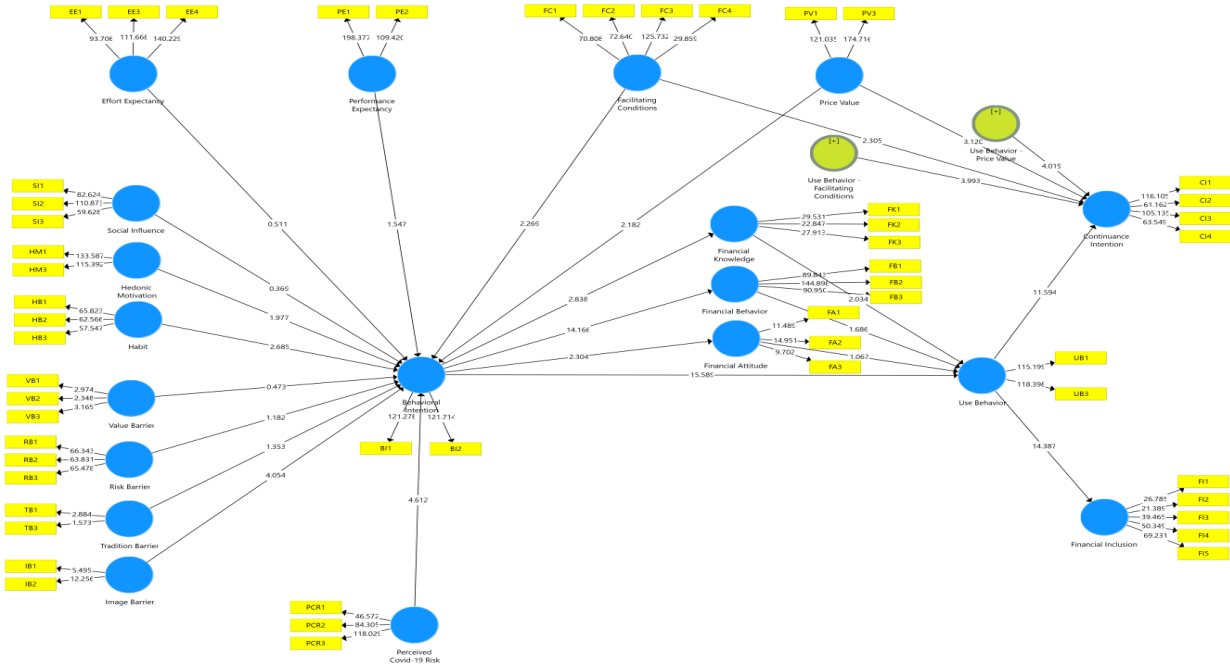 EE1
EE3
EE4
93.706
111.668
140.229
Effort Expectancy
PE1
PE2
198.377
109.420
Performance
Expectancy
FC1
FC2
FC3
FC4
70.808
72.640
125.732
29.859
Facilitating
Conditions
PV1
PV3
121.035
174.716
Price Value
[+]
Use Behavior -
Price Value
[+]
Use Behavior -
Facilitating
Conditions
2.305
3.120
4.019
3.993
CI1
CI2
CI3
CI4
116.105
61.162
105.135
63.549
Continuance
Intention
SI1
SI2
SI3
82.624
110.873
59.628
Social Influence
HM1
HM3
133.587
115.392
Hedonic
Motivation
HB1
HB2
HB3
65.823
62.566
57.547
Habit
0.511
1.547
2.269
2.182
0.369
1.977
2.685
FK1
FK2
FK3
29.531
22.847
27.913
Financial
Knowledge
FB1
FB2
FB3
144.898
90.950
Financial Behavior
FA1
FA2
FA3
11.489
14.951
9.702
Financial Attitude
2.838
14.166
2.304
2.034
1.686
1.067
15.589
11.594
VB1
VB2
VB3
2.974
2.348
3.165
Value Barrier
RB1
RB2
RB3
66.343
63.831
65.478
Risk Barrier
TB1
TB3
2.884
1.573
Tradition Barrier
IB1
IB2
5.495
12.256
Image Barrier
0.473
1.182
1.353
4.054
Behavioral
Intention
121.278
121.714
BI1
BI2
4.612
PCR1
PCR2
PCR3
46.572
84.305
118.029
Perceived
Covid-19 Risk
UB1
UB3
115.199
118.398
Use Behavior
14.387
FI1
FI2
FI3
FI4
FI5
26.785
21.389
39.465
50.349
69.231
Financial Inclusion